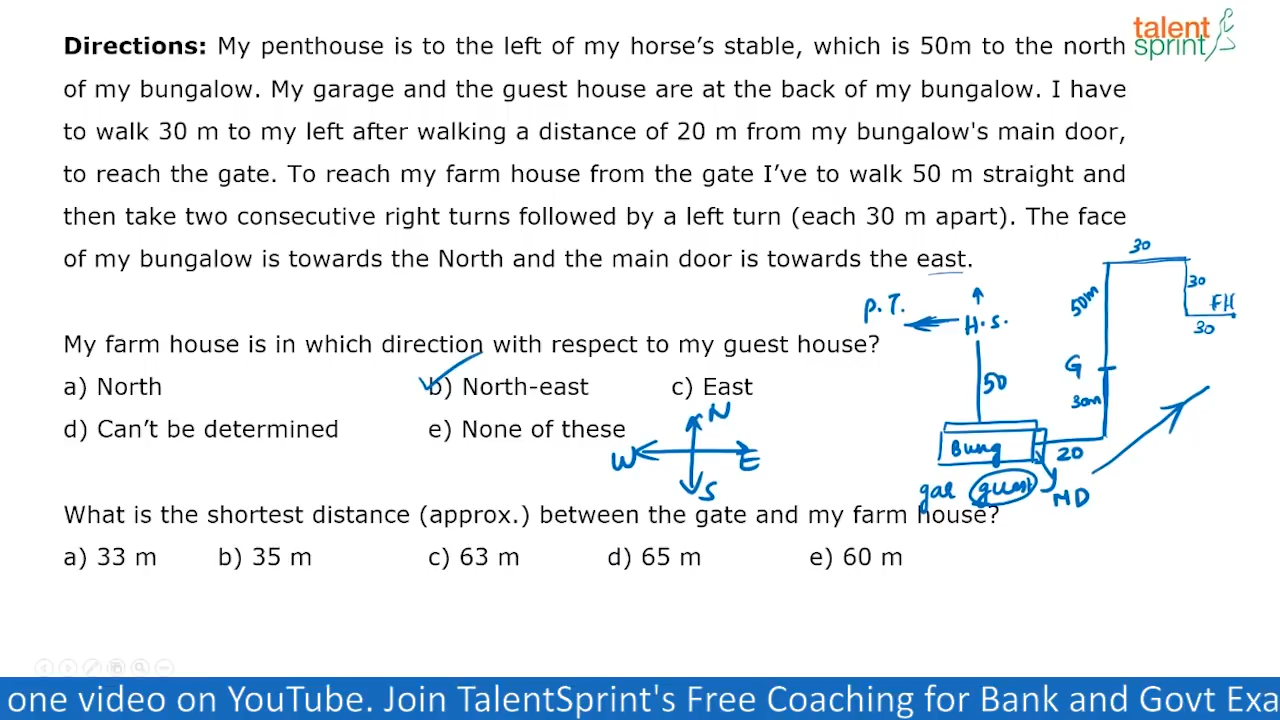 talent
sprint
Directions: My penthouse is to the left of my horse’s stable, which is 50m to the north
of my bungalow. My garage and the guest house are at the back of my bungalow. I have
to walk 30 m to my left after walking a distance of 20 m from my bungalow's main door,
to reach the gate. To reach my farm house from the gate I’ve to walk 50 m straight and
then take two consecutive right turns followed by a left turn (each 30 m apart). The face
of my bungalow is towards the North and the main door is towards the east.
30
50m
30
FH
30
P.T.
H.S.
G
50
30m
My farm house is in which direction with respect to my guest house?
a) North
b) North-east
c) East
d) Can’t be determined
e) None of these
N
W
E
S
Bung
20
gar
guest
MD
What is the shortest distance (approx.) between the gate and my farm house?
a) 33 m
b) 35 m
c) 63 m
d) 65 m
e) 60 m
one video on YouTube. Join TalentSprint's Free Coaching for Bank and Govt Exa